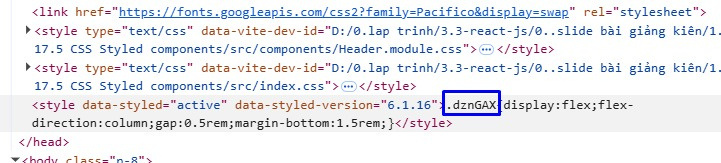 <link href="https://fonts.googleapis.com/css2?family=Pacifico&display=swap" rel="stylesheet">
<style type="text/css" data-vite-dev-id="D:/0.lap trinh/3.3-react-js/0..slide bài giảng kiên/1.
17.5 CSS Styled components/src/components/Header.module.css">…</style>
<style type="text/css" data-vite-dev-id="D:/0.lap trinh/3.3-react-js/0..slide bài giảng kiên/1.
17.5 CSS Styled components/src/index.css">…</style>
<style data-styled="active" data-styled-version="6.1.16">.dznGAX{display:flex;flex-
direction:column;gap:0.5rem;margin-bottom:1.5rem;}</style>
</head>
<body class="n-8">